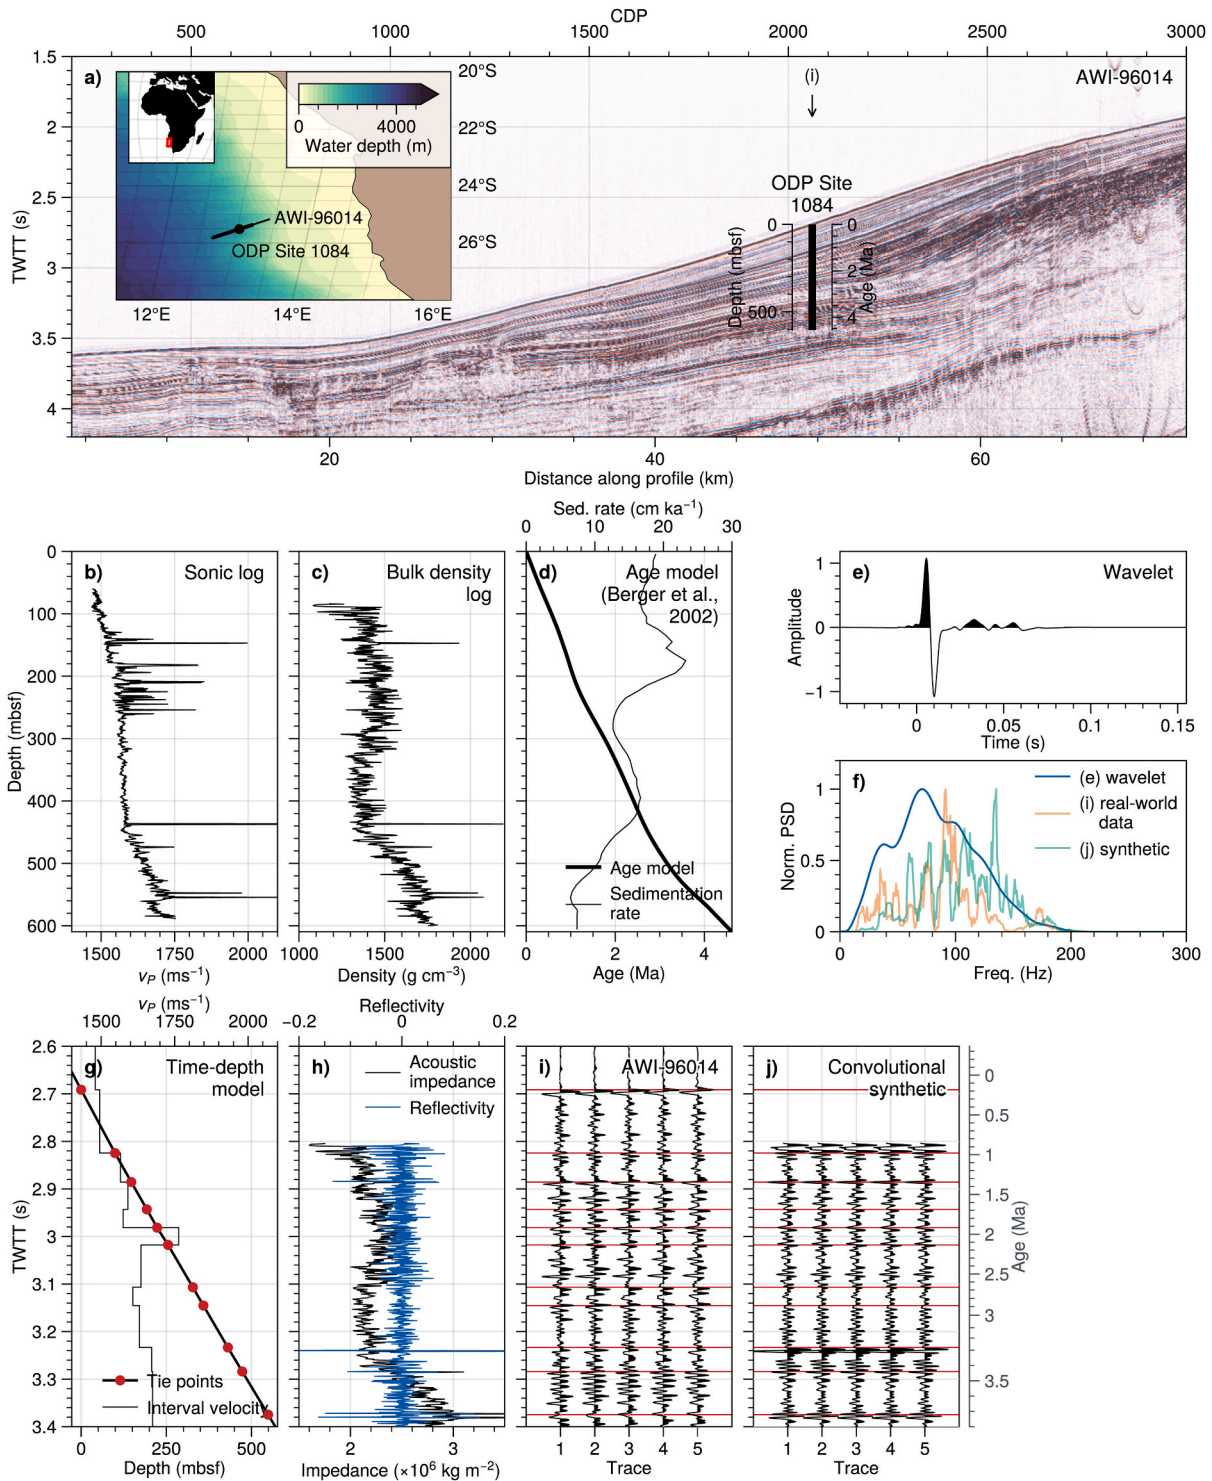 CDP
500 1000 1500 2000 2500 3000
1.5
2
2.5
3
3.5
4
TWTT (s)
a)
20°S
22°S
24°S
26°S
0 4000
Water depth (m)
AWI-96014
ODP Site 1084
12°E 14°E 16°E
(i)
AWI-96014
ODP Site
1084
0 0
2
500 4
Depth (mbsf)
Age (Ma)
20 40 60
Distance along profile (km)
Sed. rate (cm ka⁻¹)
0 10 20 30
b) Sonic log
0
100
200
300
400
500
600
Depth (mbsf)
1500 1750 2000
vP (ms⁻¹)
c) Bulk density
log
1000 1500 2000
Density (g cm⁻³)
d) Age model
(Berger et al.,
2002)
Age model
Sedimentation
rate
0 2 4
Age (Ma)
e) Wavelet
1
0
−1
Amplitude
0 0.05 0.1 0.15
Time (s)
f)
(e) wavelet
(i) real-world
data
(j) synthetic
1
0.5
0
Norm. PSD
0 100 200 300
Freq. (Hz)
vP (ms⁻¹)
1500 1750 2000
g) Time-depth
model
2.6
2.7
2.8
2.9
3
3.1
3.2
3.3
3.4
TWTT (s)
Tie points
Interval velocity
0 250 500
Depth (mbsf)
Reflectivity
−0.2 0 0.2
h) Acoustic
impedance
Reflectivity
2 3
Impedance (×10⁶ kg m⁻²)
i) AWI-96014
1 2 3 4 5
Trace
j) Convolutional
synthetic
1 2 3 4 5
Trace
0
0.5
1
1.5
2
2.5
3
3.5
Age (Ma)